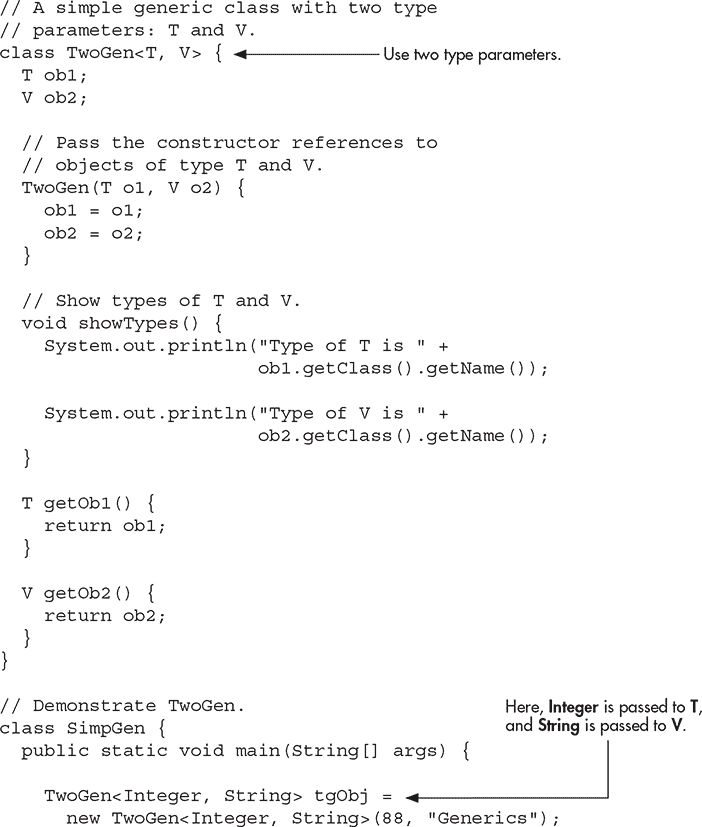 // A simple generic class with two type
// parameters: T and V.
class TwoGen<T, V> {
Use two type parameters.
  T ob1;
  V ob2;

  // Pass the constructor references to
  // objects of type T and V.
  TwoGen(T o1, V o2) {
    ob1 = o1;
    ob2 = o2;
  }

  // Show types of T and V.
  void showTypes() {
    System.out.println("Type of T is " +
                       ob1.getClass().getName());

    System.out.println("Type of V is " +
                       ob2.getClass().getName());
  }

  T getOb1() {
    return ob1;
  }

  V getOb2() {
    return ob2;
  }
}

// Demonstrate TwoGen.
class SimpGen {
  public static void main(String[] args) {
Here, Integer is passed to T,
and String is passed to V.

    TwoGen<Integer, String> tgObj =
      new TwoGen<Integer, String>(88, "Generics");